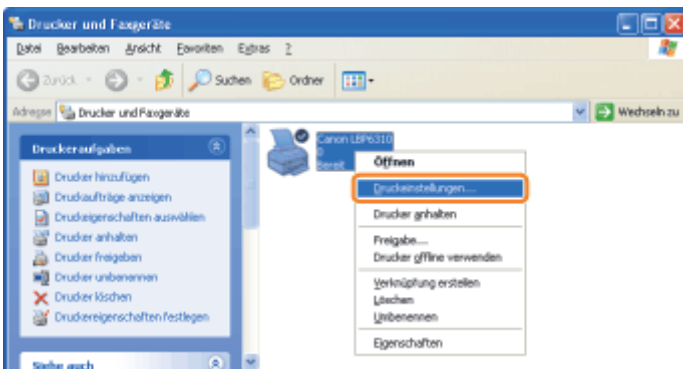 Drucker und Faxgeräte
Datei Bearbeiten Ansicht Favoriten Extras ?
Zurück Suchen Ordner
Adresse Drucker und Faxgeräte Wechseln zu
Druckeraufgaben
Drucker hinzufügen
Druckaufträge anzeigen
Druckeigenschaften auswählen
Drucker anhalten
Drucker freigeben
Drucker umbenennen
Drucker löschen
Druckereigenschaften festlegen
Siehe auch
Canon LBP6310
0
Bereit
Öffnen
Druckeinstellungen...
Drucker anhalten
Freigabe...
Drucker offline verwenden
Verknüpfung erstellen
Löschen
Umbenennen
Eigenschaften